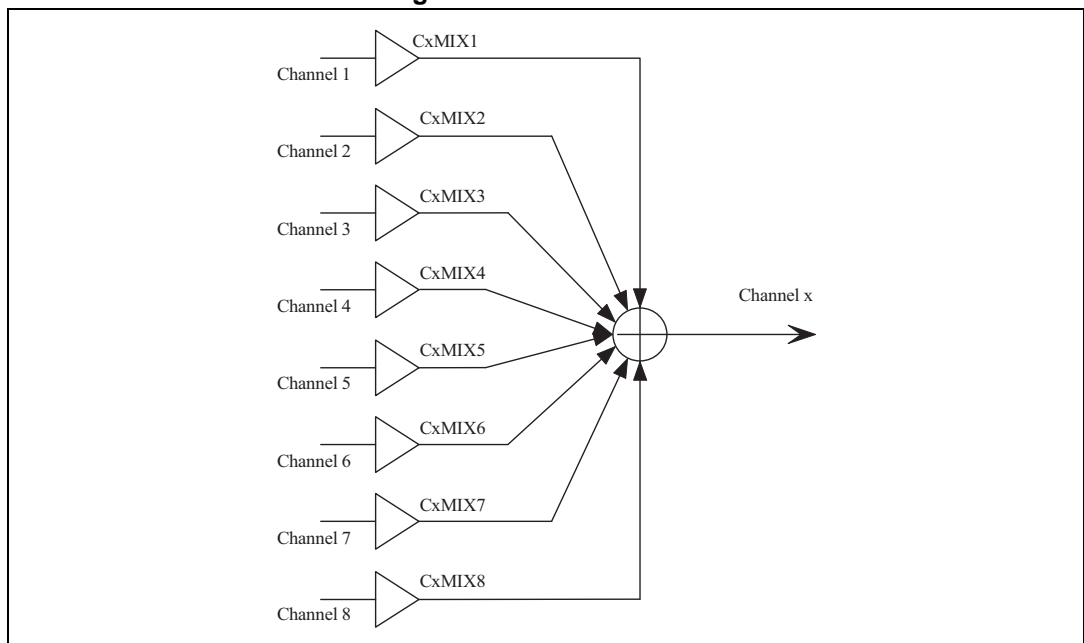 CxMIX1
Channel 1
CxMIX2
Channel 2
CxMIX3
Channel 3
CxMIX4
Channel x
Channel 4
CxMIX5
Channel 5
CxMIX6
Channel 6
CxMIX7
Channel 7
CxMIX8
Channel 8